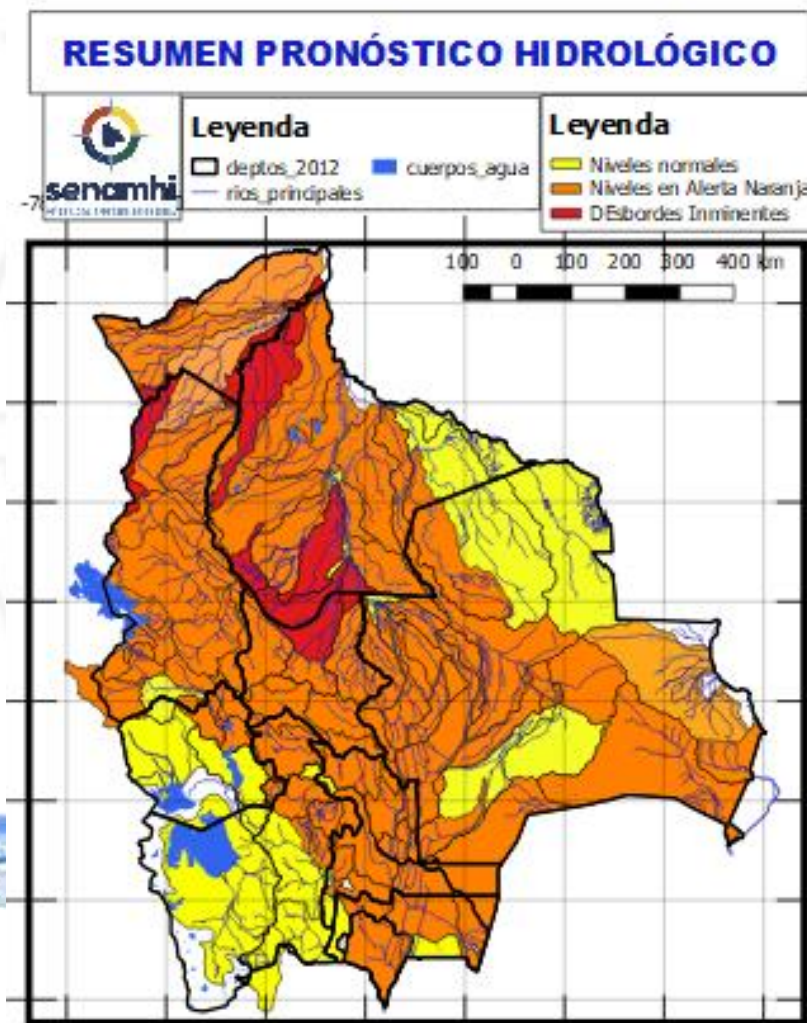 RESUMEN PRONÓSTICO HIDROLÓGICO
senamhi
Leyenda
deptos_2012
cuerpos_agua
rios_principales
Leyenda
Niveles normales
Niveles en Alerta Naranja
DEsbordes Inminentes
100 0 100 200 300 400 km